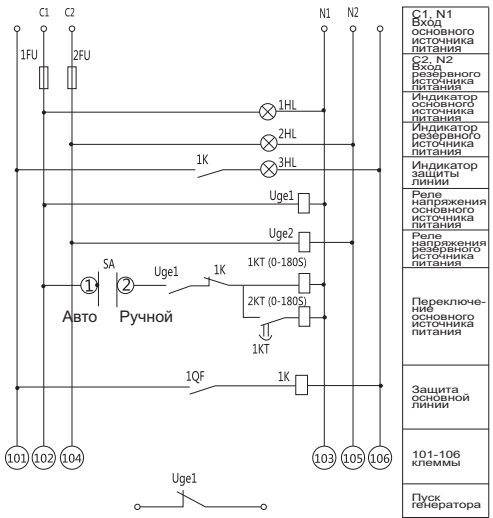 C1 C2 N1 N2
1FU 2FU
1HL
2HL
1K 3HL
Uge1
Uge2
SA
Uge1 1K 1KT (0-180S)
1 2
2KT (0-180S)
Авто Ручной
1KT
1QF 1K
101 102 104 103 105 106
Uge1
C1, N1
Вход
основного
источника
питания
C2, N2
Вход
резервного
источника
питания
Индикатор
основного
источника
питания
Индикатор
резервного
источника
питания
Индикатор
защиты
линии
Реле
напряжения
основного
источника
питания
Реле
напряжения
резервного
источника
питания
Переключе-
ние
основного
источника
питания
Защита
основной
линии
101-106
клеммы
Пуск
генератора